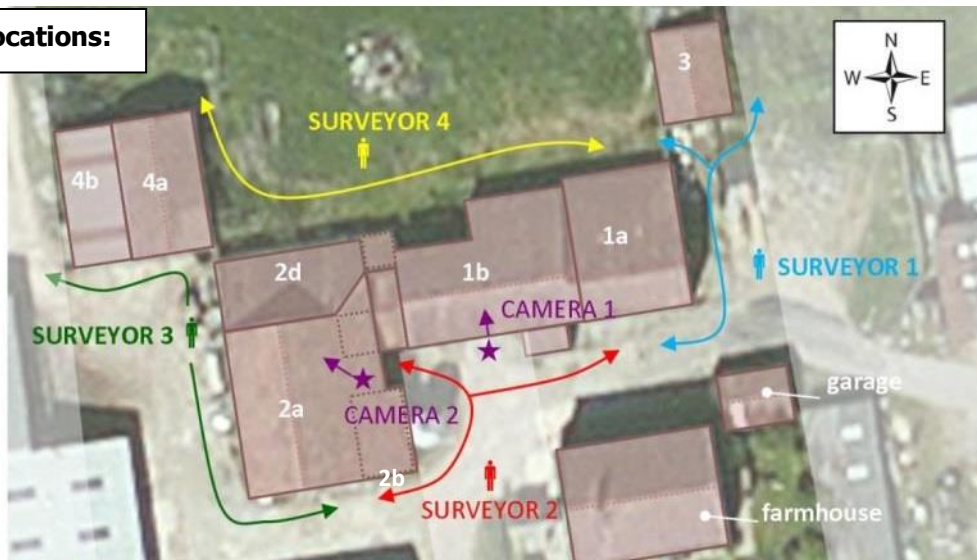 ocations:
N
W E
S
3
SURVEYOR 4
4b
4a
1a
2d
1b
SURVEYOR 1
CAMERA 1
SURVEYOR 3
garage
2a
CAMERA 2
2b
SURVEYOR 2
farmhouse